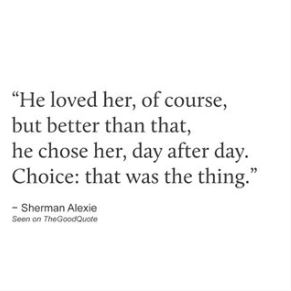 “He loved her, of course,
but better than that,
he chose her, day after day.
Choice: that was the thing.”
~ Sherman Alexie
Seen on TheGoodQuote